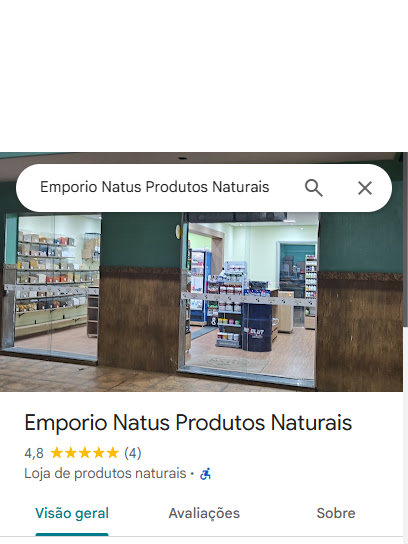 Emporio Natus Produtos Naturais
Emporio Natus Produtos Naturais
4,8 (4)
Loja de produtos naturais ·
Visão geral
Avaliações
Sobre